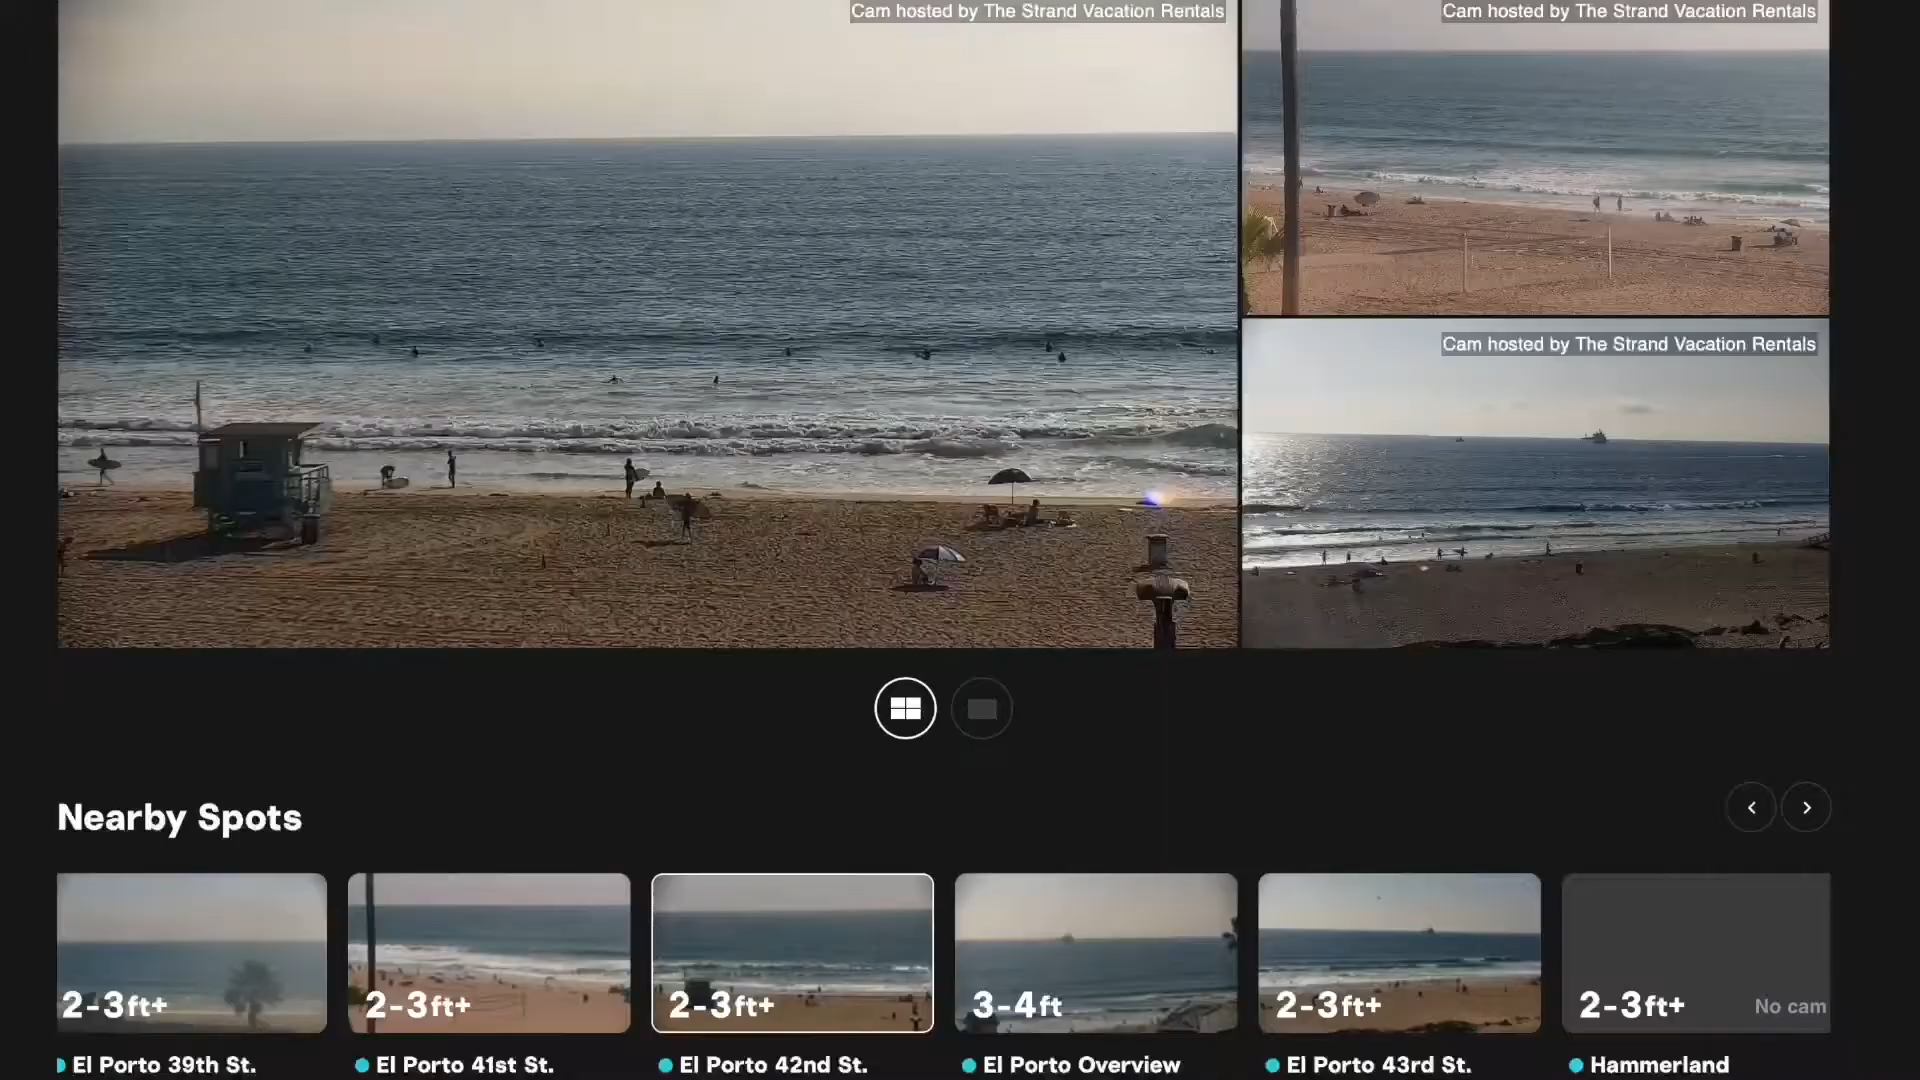 Cam hosted by The Strand Vacation Rentals
Cam hosted by The Strand Vacation Rentals
Cam hosted by The Strand Vacation Rentals
Nearby Spots
2-3ft+
2-3ft+
2-3ft+
3-4ft
2-3ft+
2-3ft+
No cam
El Porto 39th St.
El Porto 41st St.
El Porto 42nd St.
El Porto Overview
El Porto 43rd St.
Hammerland